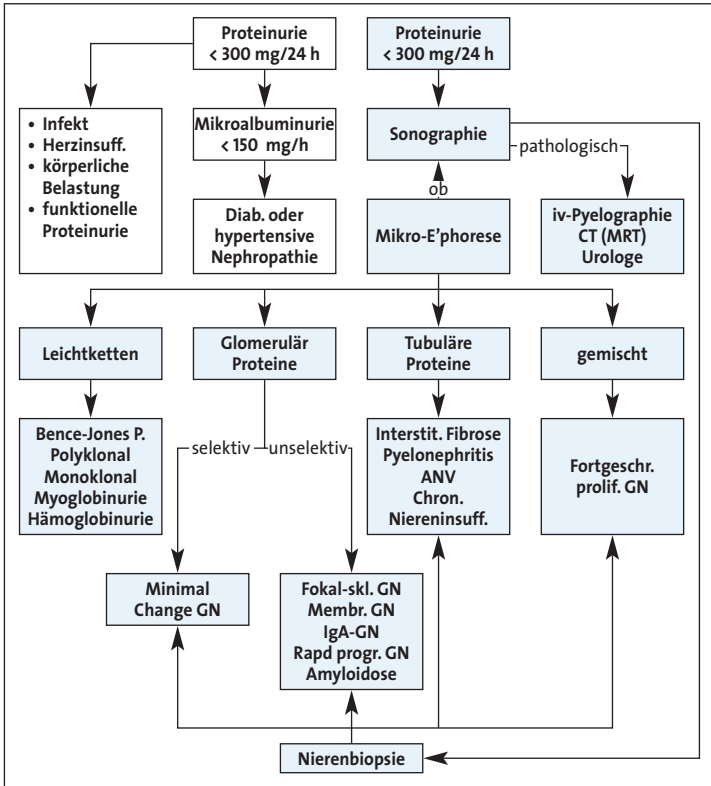 Proteinurie
< 300 mg/24 h
Proteinurie
< 300 mg/24 h
• Infekt
• Herzinsuff.
• körperliche
Belastung
• funktionelle
Proteinurie
Mikroalbuminurie
< 150 mg/h
Sonographie
pathologisch
ob
Diab. oder
hypertensive
Nephropathie
Mikro-E'phorese
iv-Pyelographie
CT (MRT)
Urologe
Leichtketten
Glomerulär
Proteine
Tubuläre
Proteine
gemischt
Bence-Jones P.
Polyklonal
Monoklonal
Myoglobinurie
Hämoglobinurie
selektiv
unselektiv
Interstit. Fibrose
Pyelonephritis
ANV
Chron.
Niereninsuff.
Fortgeschr.
prolif. GN
Minimal
Change GN
Fokal-skl. GN
Membr. GN
IgA-GN
Rapd progr. GN
Amyloidose
Nierenbiopsie